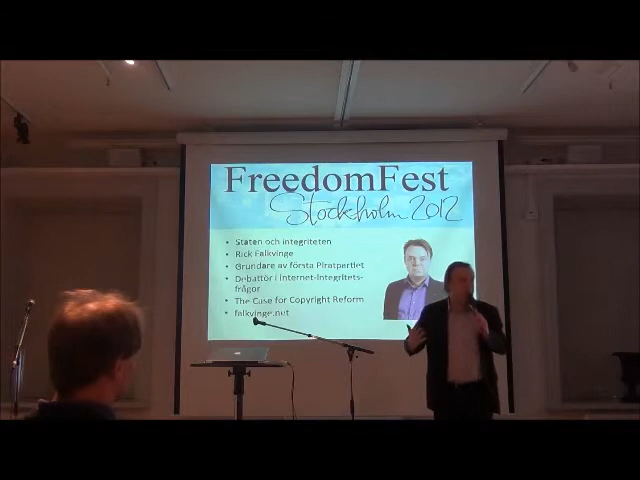 FreedomFest
Stockholm 2012
• Staten och integriteten
• Rick Falkvinge
• Grundare av första Piratpartiet
• Debattör i Internet-Integritets-
frågor
• The Case for Copyright Reform
• falkvinge.net